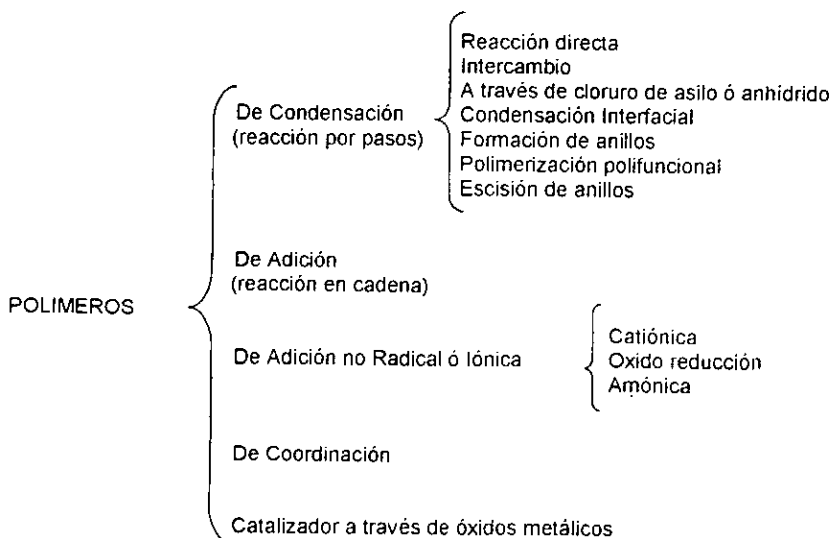 POLIMEROS
De Condensación
(reacción por pasos)
Reacción directa
Intercambio
A través de cloruro de asilo ó anhídrido
Condensación Interfacial
Formación de anillos
Polimerización polifuncional
Escisión de anillos
De Adición
(reacción en cadena)
De Adición no Radical ó Iónica
Catiónica
Oxido reducción
Amónica
De Coordinación
Catalizador a través de óxidos metálicos